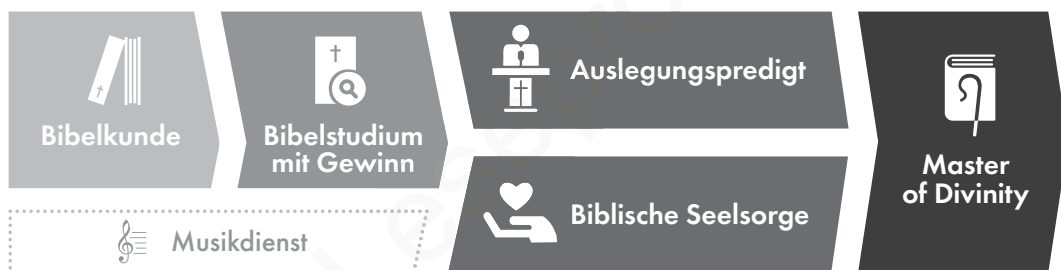 Bibelkunde
Bibelstudium
mit Gewinn
Auslegungspredigt
Biblische Seelsorge
Master
of Divinity
Musikdienst